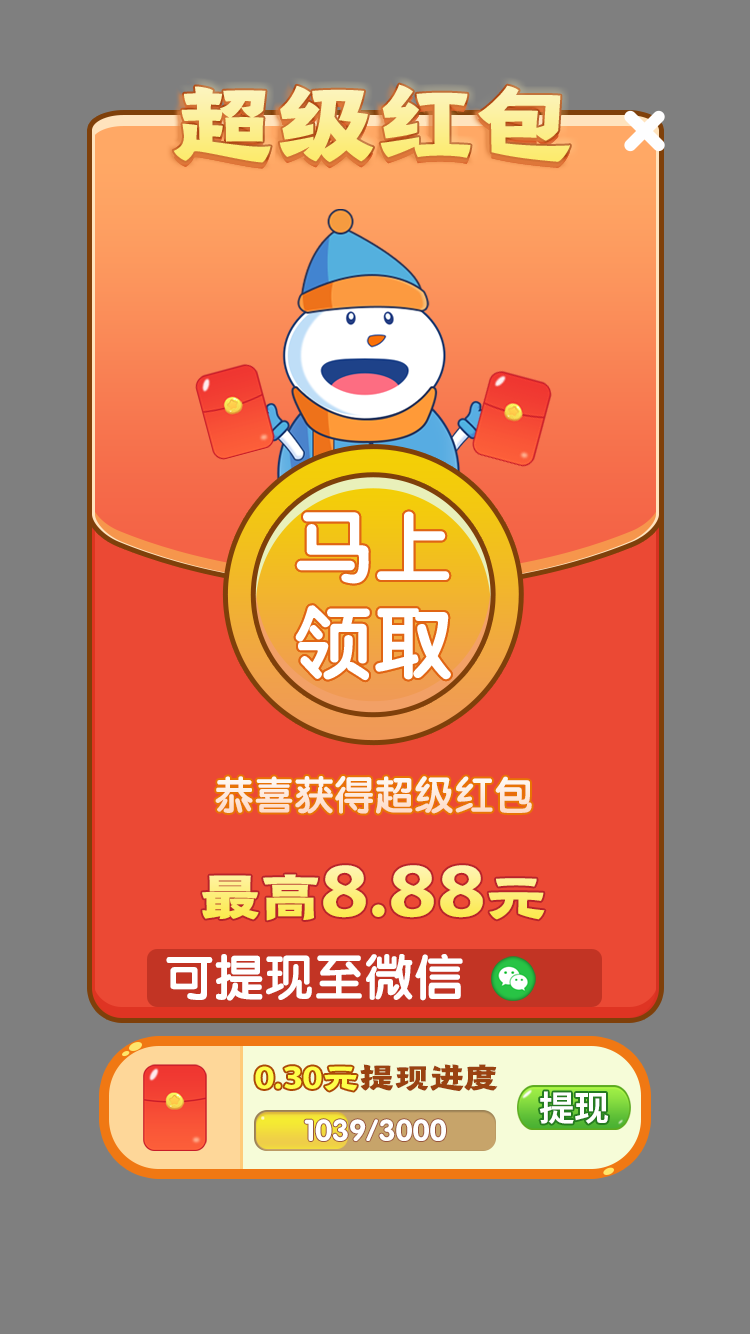 超级红包
马上
领取
恭喜获得超级红包
最高8.88元
可提现至微信
0.30元提现进度
1039/3000
提现